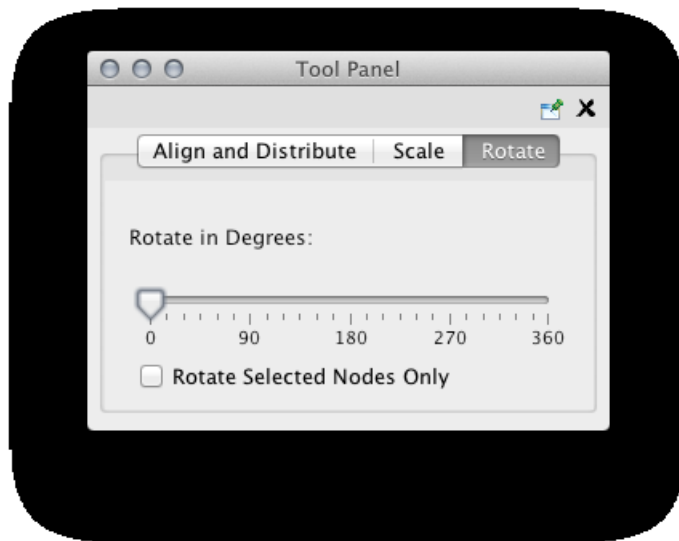 Tool Panel
Align and Distribute Scale Rotate
Rotate in Degrees:
0 90 180 270 360
Rotate Selected Nodes Only